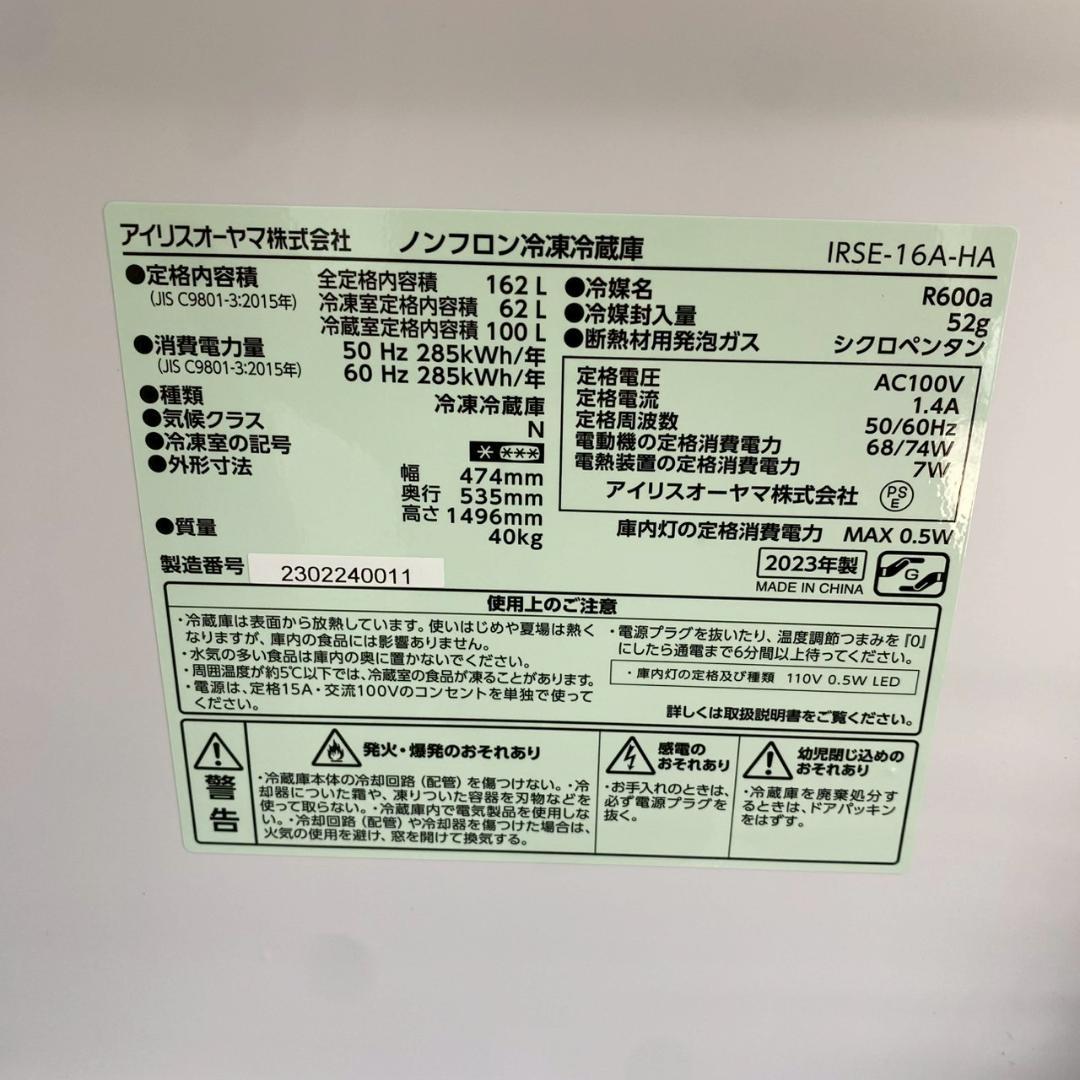 アイリスオーヤマ株式会社 ノンフロン冷凍冷蔵庫 IRSE-16A-HA
●定格内容積 全定格内容積 162 L
(JIS C9801-3:2015年) 冷凍室定格内容積 62 L
冷蔵室定格内容積 100 L
●消費電力量 50 Hz 285kWh/年
(JIS C9801-3:2015年) 60 Hz 285kWh/年
●種類 冷凍冷蔵庫
●気候クラス N
●冷凍室の記号 * ***
●外形寸法 幅 474mm
奥行 535mm
高さ 1496mm
●質量 40kg
製造番号 2302240011
●冷媒名 R600a
●冷媒封入量 52g
●断熱材用発泡ガス シクロペンタン
定格電圧 AC100V
定格電流 1.4A
定格周波数 50/60Hz
電動機の定格消費電力 68/74W
電熱装置の定格消費電力 7W
アイリスオーヤマ株式会社 PSE
庫内灯の定格消費電力 MAX 0.5W
2023年製
MADE IN CHINA
G
使用上のご注意
・冷蔵庫は表面から放熱しています。使いはじめや夏場は熱く
なりますが、庫内の食品には影響ありません。
・水気の多い食品は庫内の奥に置かないでください。
・周囲温度が約5℃以下では、冷蔵室の食品が凍ることがあります。
・電源は、定格15A・交流100Vのコンセントを単独で使って
ください。
・電源プラグを抜いたり、温度調節つまみを『0』
にしたら通電まで6分間以上待ってください。
・庫内灯の定格及び種類 110V 0.5W LED
詳しくは取扱説明書をご覧ください。
警告
発火・爆発のおそれあり
・冷蔵庫本体の冷却回路(配管)を傷つけない。・冷
却器についた霜や、凍りついた容器を刃物などを
使って取らない。・冷蔵庫内で電気製品を使用しな
い。・冷却回路(配管)や冷却器を傷つけた場合は、
火気の使用を避け、窓を開けて換気する。
感電の
おそれあり
・お手入れのときは、
必ず電源プラグを
抜く。
幼児閉じ込めの
おそれあり
・冷蔵庫を廃棄処分す
るときは、ドアパッキン
をはずす。